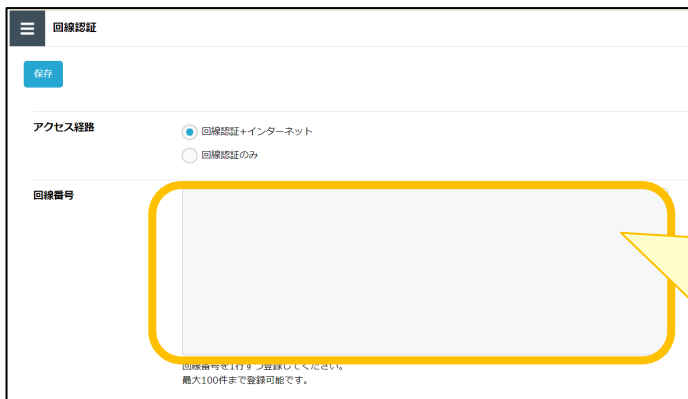 回線認証
保存
アクセス経路
回線認証+インターネット
回線認証のみ
回線番号
回線番号を1行ずつ登録してください。
最大100件まで登録可能です。